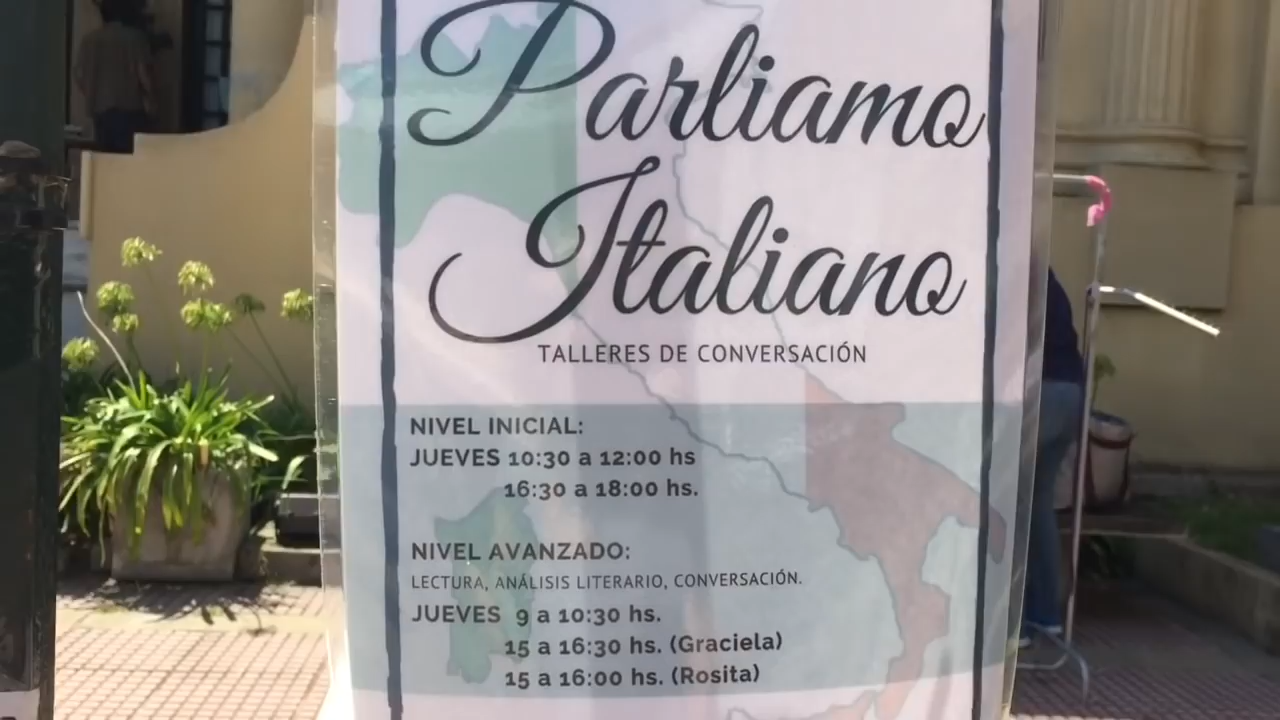 Parliamo
Italiano
TALLERES DE CONVERSACIÓN
NIVEL INICIAL:
JUEVES 10:30 a 12:00 hs
16:30 a 18:00 hs.
NIVEL AVANZADO:
LECTURA, ANÁLISIS LITERARIO, CONVERSACIÓN.
JUEVES 9 a 10:30 hs.
15 a 16:30 hs. (Graciela)
15 a 16:00 hs. (Rosita)